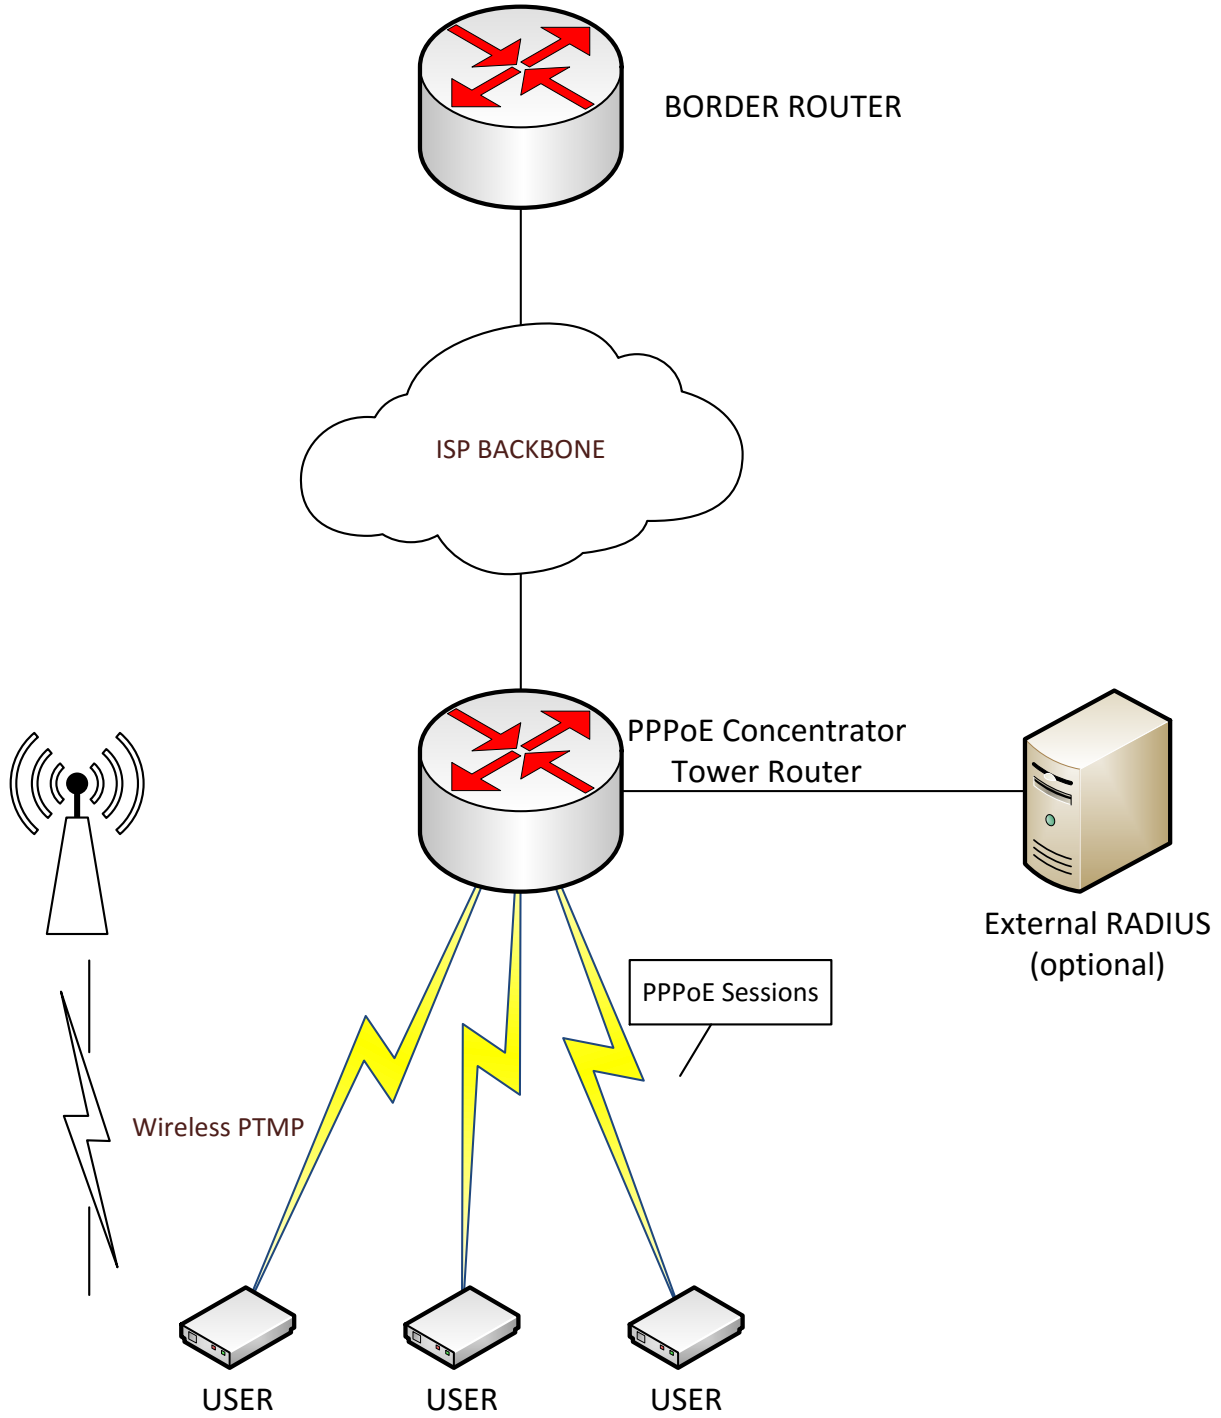 BORDER ROUTER
ISP BACKBONE
PPPoE Concentrator
Tower Router
External RADIUS
(optional)
PPPoE Sessions
Wireless PTMP
USER
USER
USER